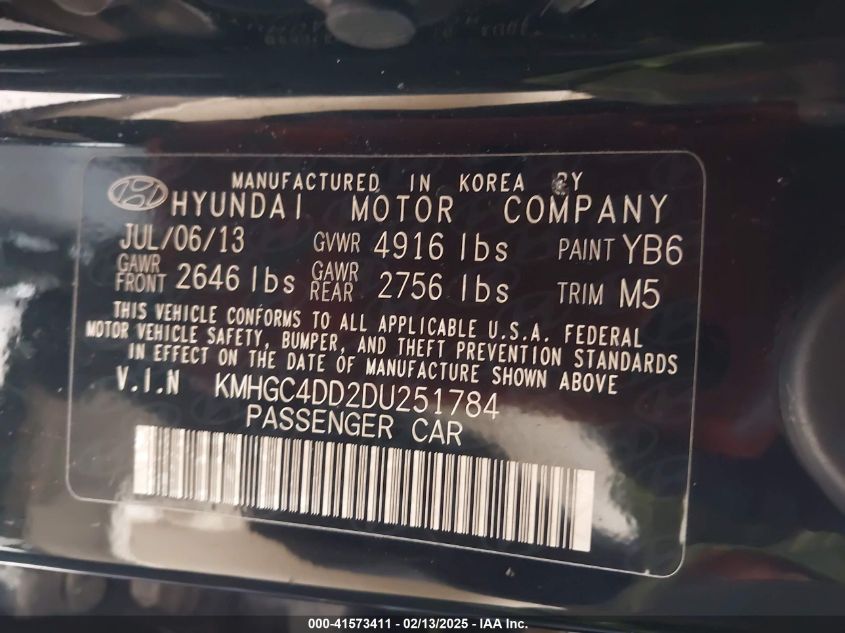 MANUFACTURED IN KOREA BY
HYUNDAI MOTOR COMPANY
JUL/06/13 GVWR 4916 lbs PAINT YB6
GAWR FRONT 2646 lbs GAWR REAR 2756 lbs TRIM M5
THIS VEHICLE CONFORMS TO ALL APPLICABLE U.S.A. FEDERAL
MOTOR VEHICLE SAFETY, BUMPER, AND THEFT PREVENTION STANDARDS
IN EFFECT ON THE DATE OF MANUFACTURE SHOWN ABOVE
V.I.N KMHGC4DD2DU251784
PASSENGER CAR
000-41573411 - 02/13/2025 - IAA Inc.